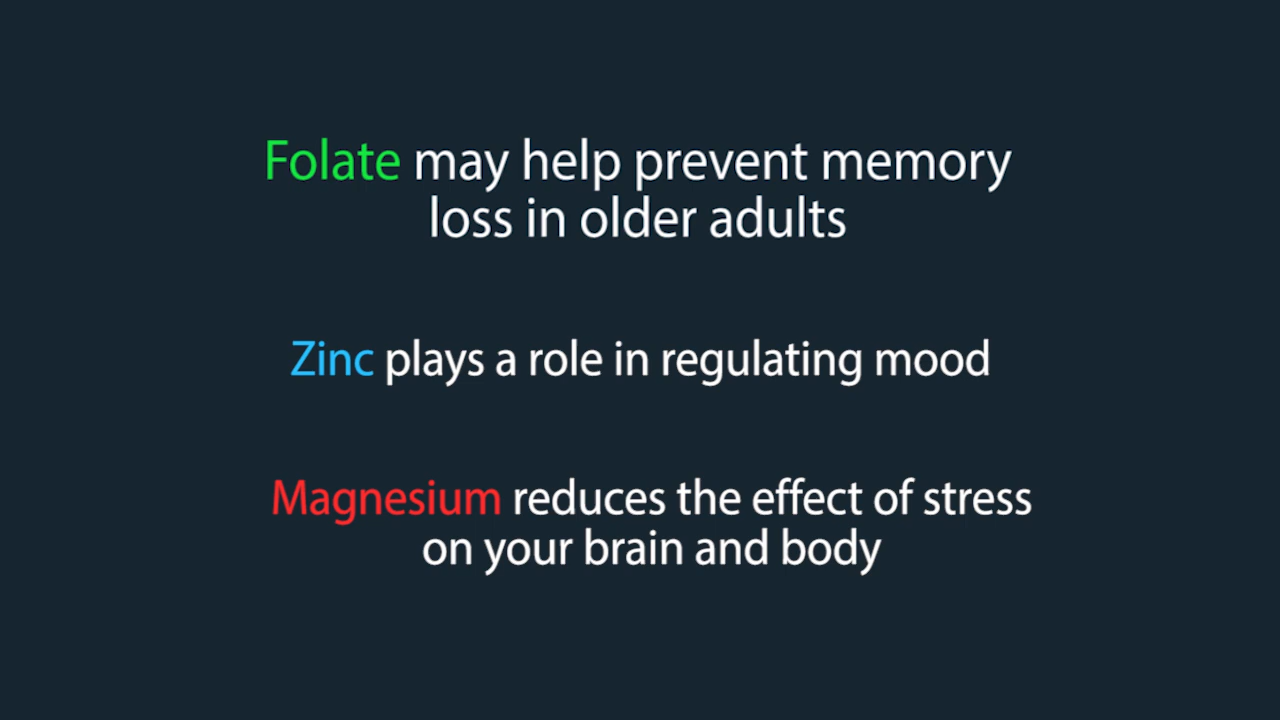 Folate may help prevent memory
loss in older adults
Zinc plays a role in regulating mood
Magnesium reduces the effect of stress
on your brain and body